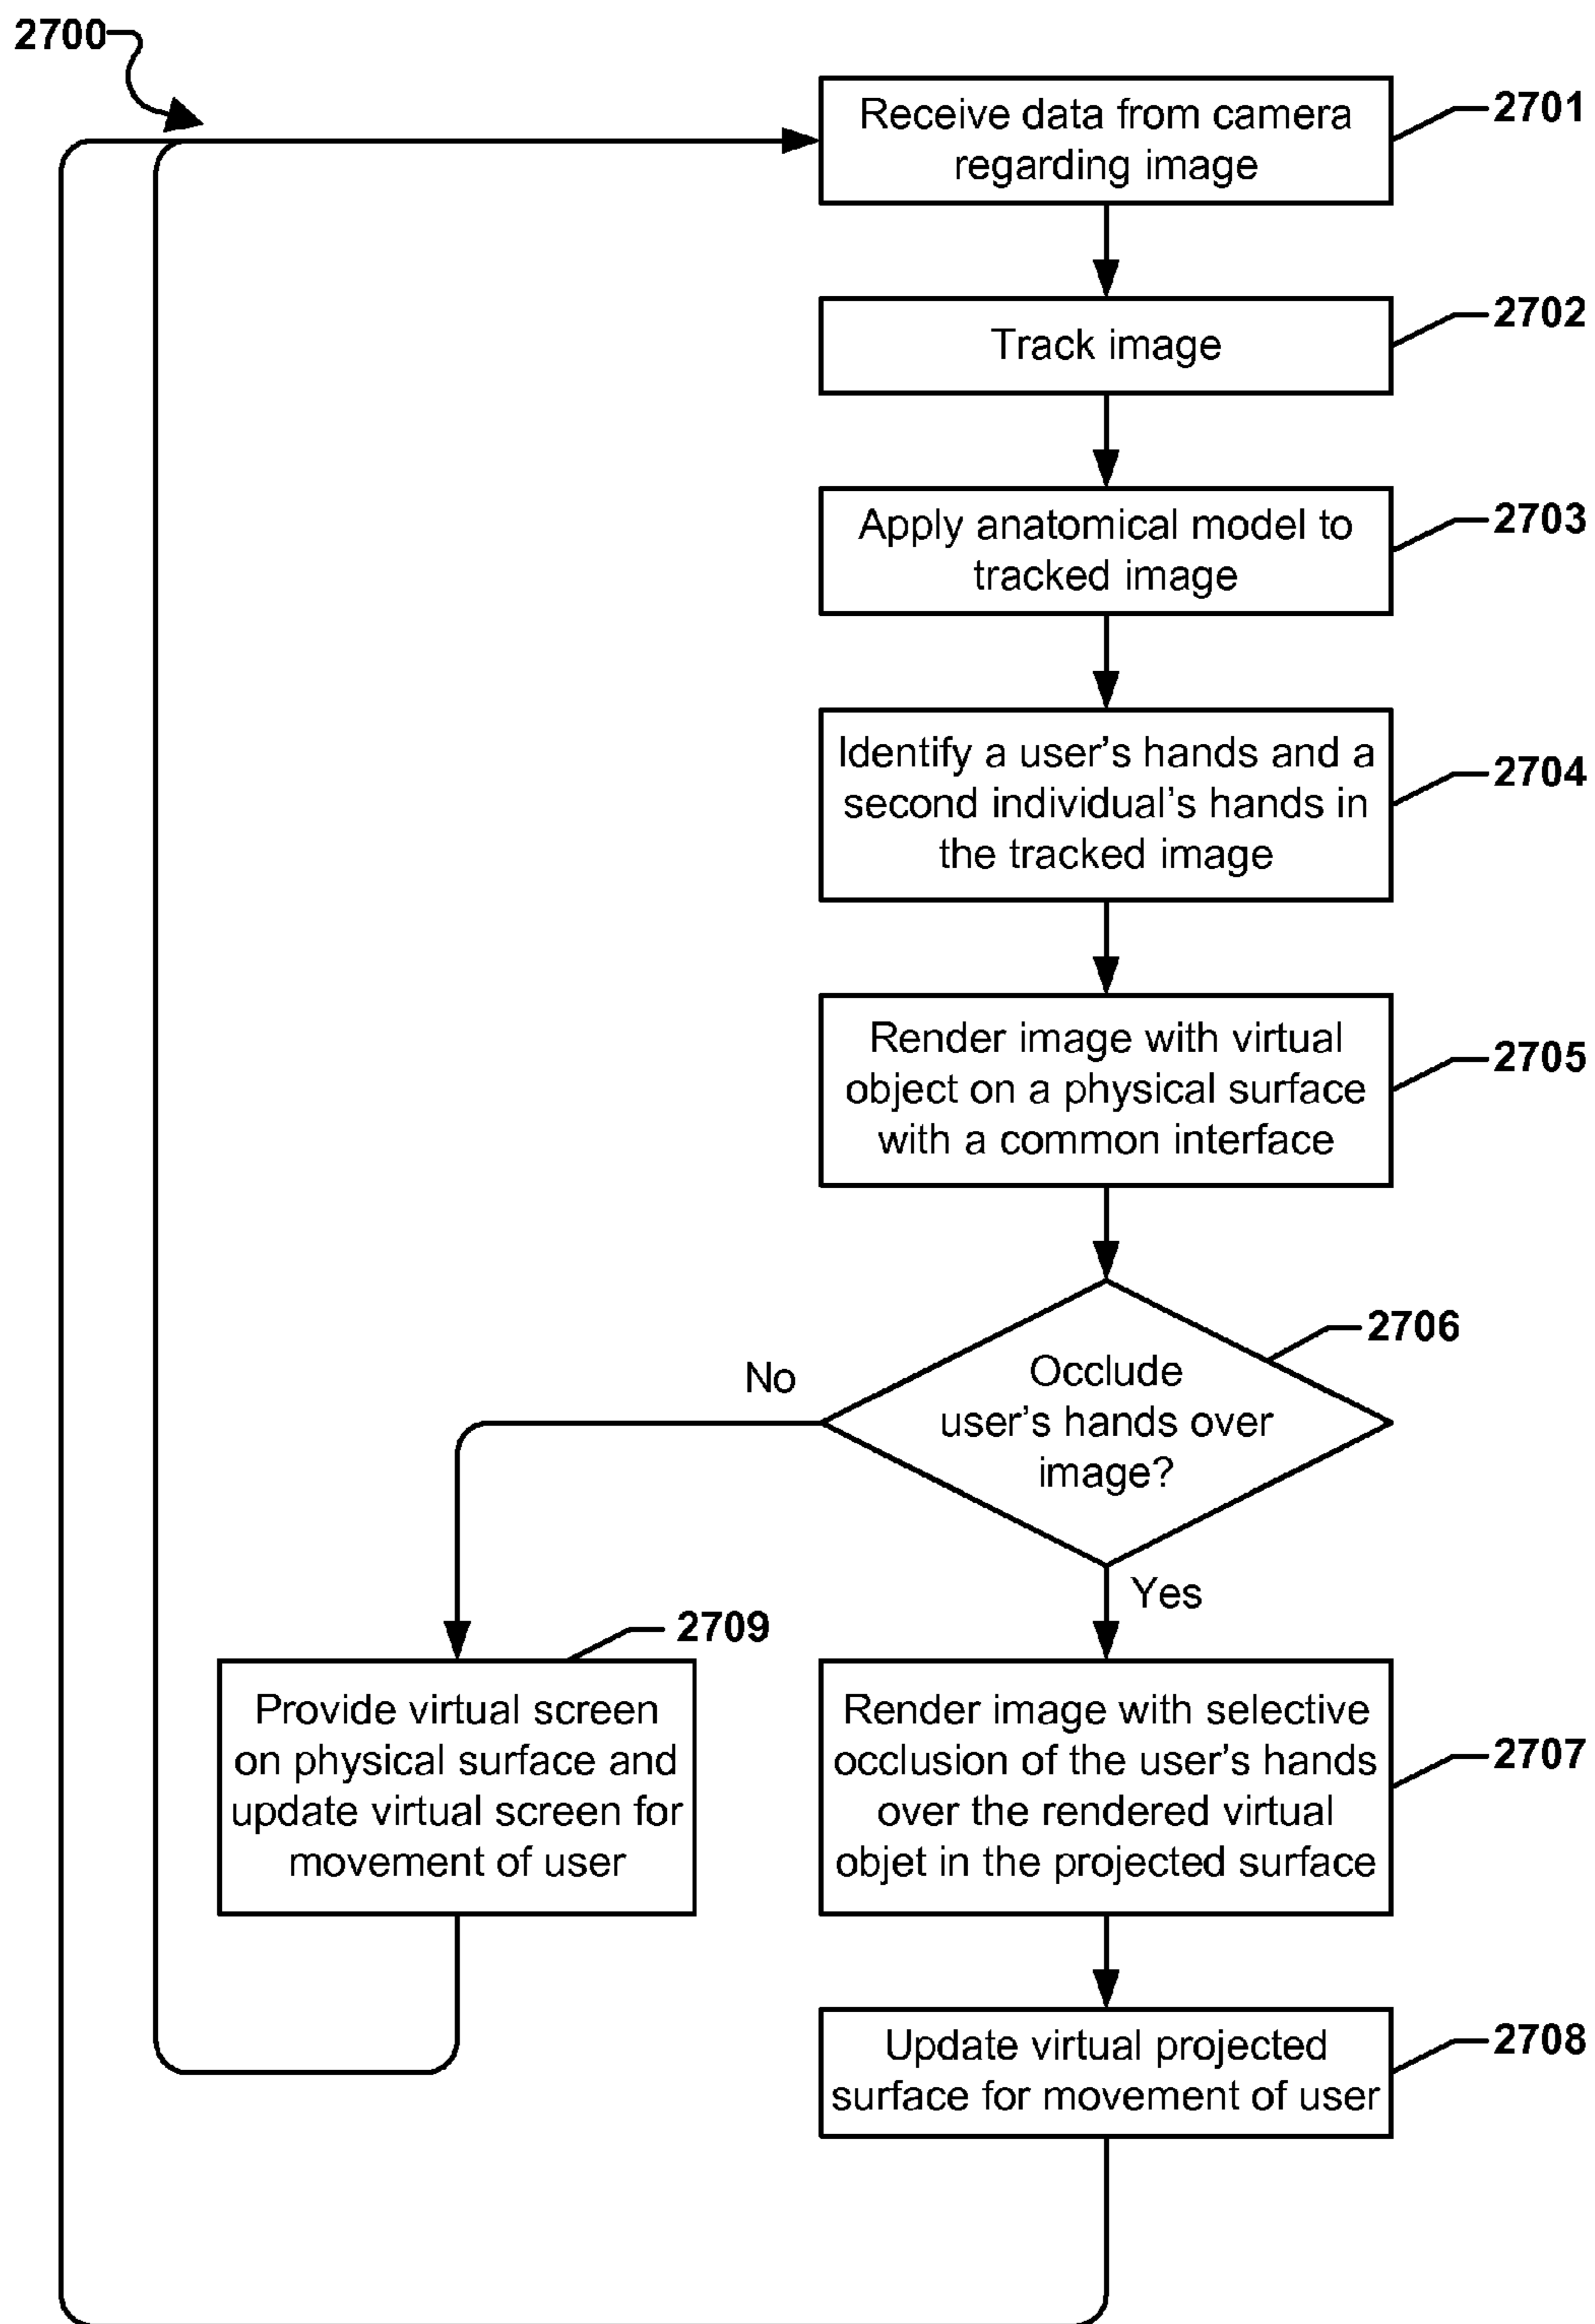 2700
Receive data from camera
regarding image
2701
Track image
2702
Apply anatomical model to
tracked image
2703
Identify a user's hands and a
second individual's hands in
the tracked image
2704
Render image with virtual
object on a physical surface
with a common interface
2705
Occlude
user's hands over
image?
2706
No
Yes
2709
Provide virtual screen
on physical surface and
update virtual screen for
movement of user
Render image with selective
occlusion of the user's hands
over the rendered virtual
objet in the projected surface
2707
Update virtual projected
surface for movement of user
2708